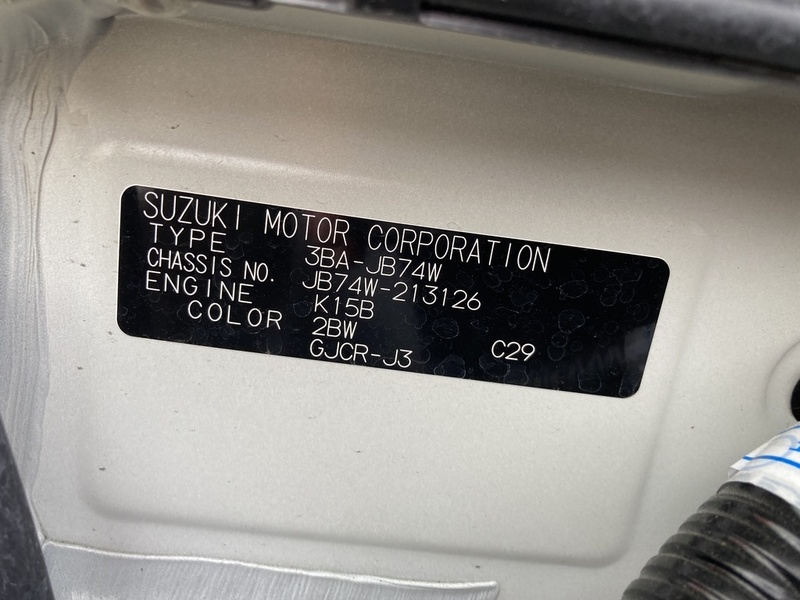 SUZUKI MOTOR CORPORATION
TYPE 3BA-JB74W
CHASSIS NO. JB74W-213126
ENGINE K15B
COLOR 2BW
GJCR-J3 C29